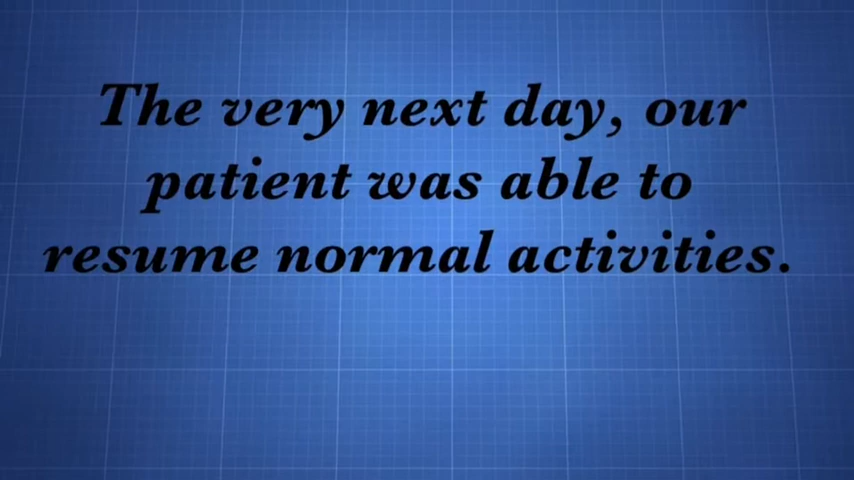 The very next day, our
patient was able to
resume normal activities.